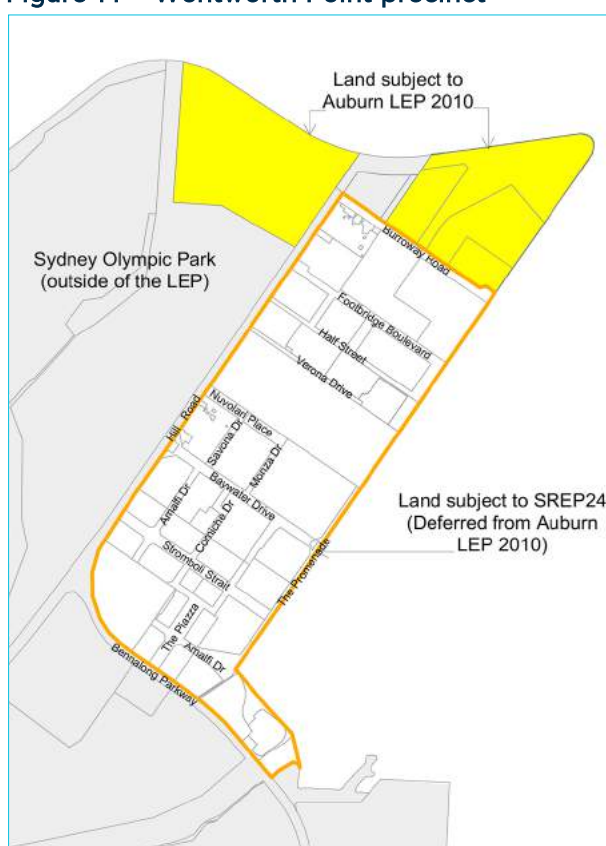 Figure 11 – Wentworth Point precinct
Land subject to
Auburn LEP 2010
Sydney Olympic Park
(outside of the LEP)
Burroway Road
Footbridge Boulevard
Half Street
Verona Drive
Hill Road
Nuvolari Place
Savona Dr
Monza Dr
Baywater Drive
Amalfi Dr
Corniche Dr
Land subject to SREP24
(Deferred from Auburn
LEP 2010)
Stromboli Strait
The Promenade
The Piazza
Amalfi Dr
Bennalong Parkway